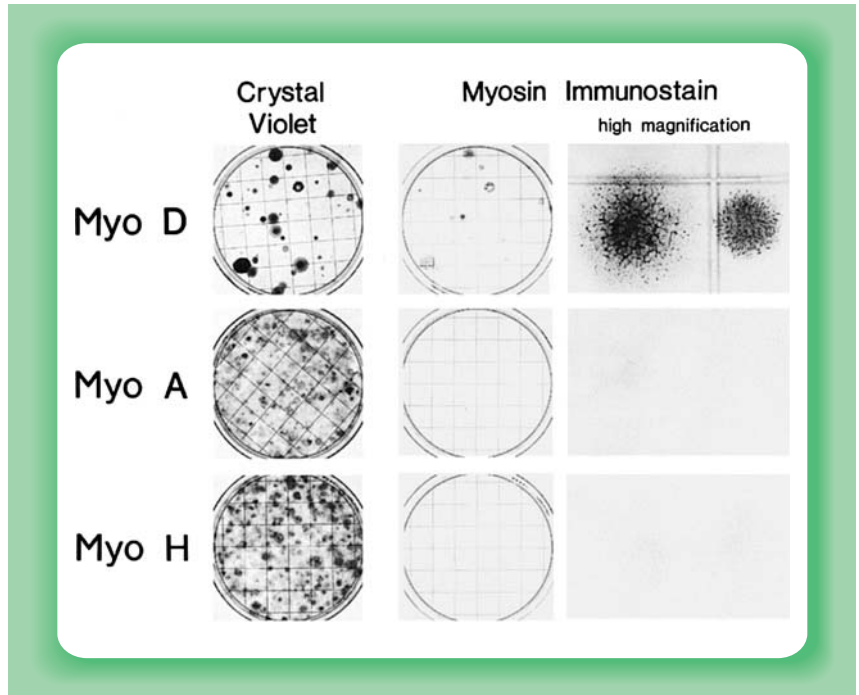 Crystal
Violet
Myosin Immunostain
high magnification
Myo D
Myo A
Myo H